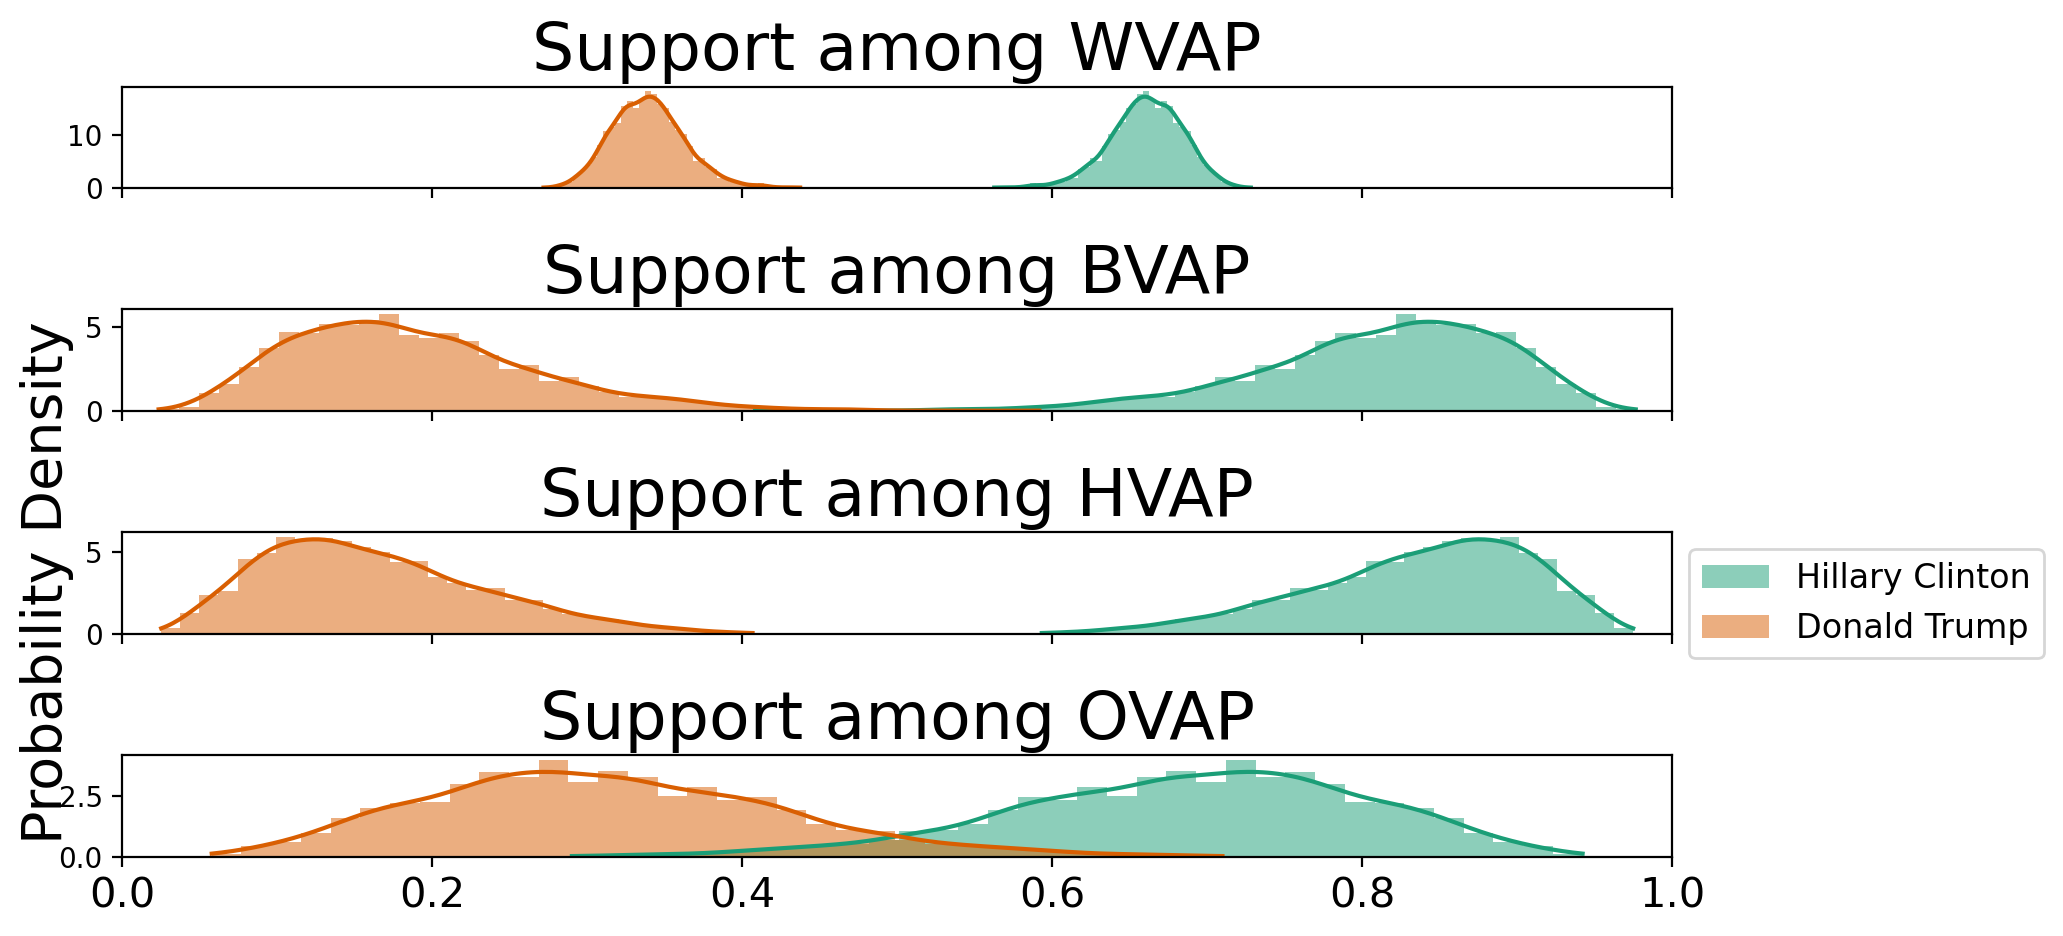 Support among WVAP
10
0
Support among BVAP
5
0
Support among HVAP
5
0
Support among OVAP
2.5
0.0
0.0 0.2 0.4 0.6 0.8 1.0
Probability Density
Hillary Clinton
Donald Trump